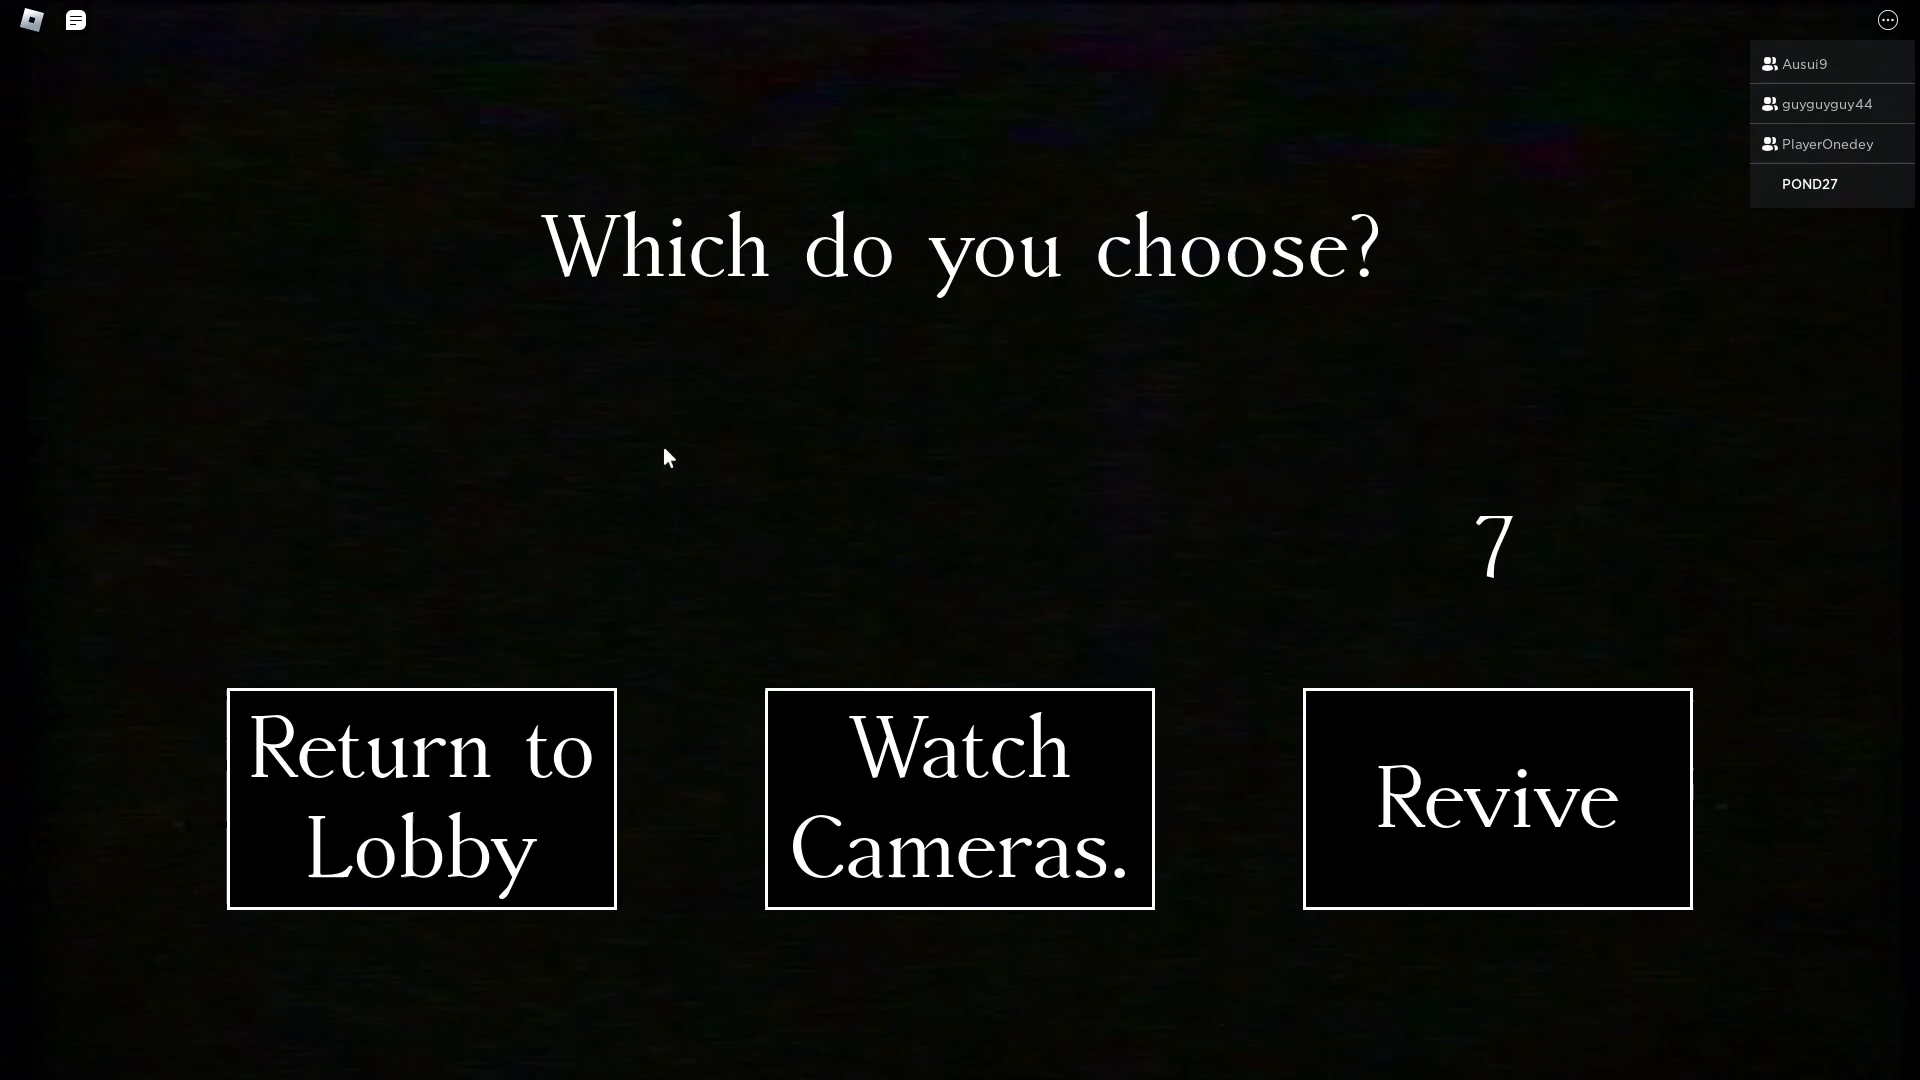 Ausui9
guyguyguy44
PlayerOnedey
POND27
Which do you choose?
7
Return to
Lobby
Watch
Cameras.
Revive